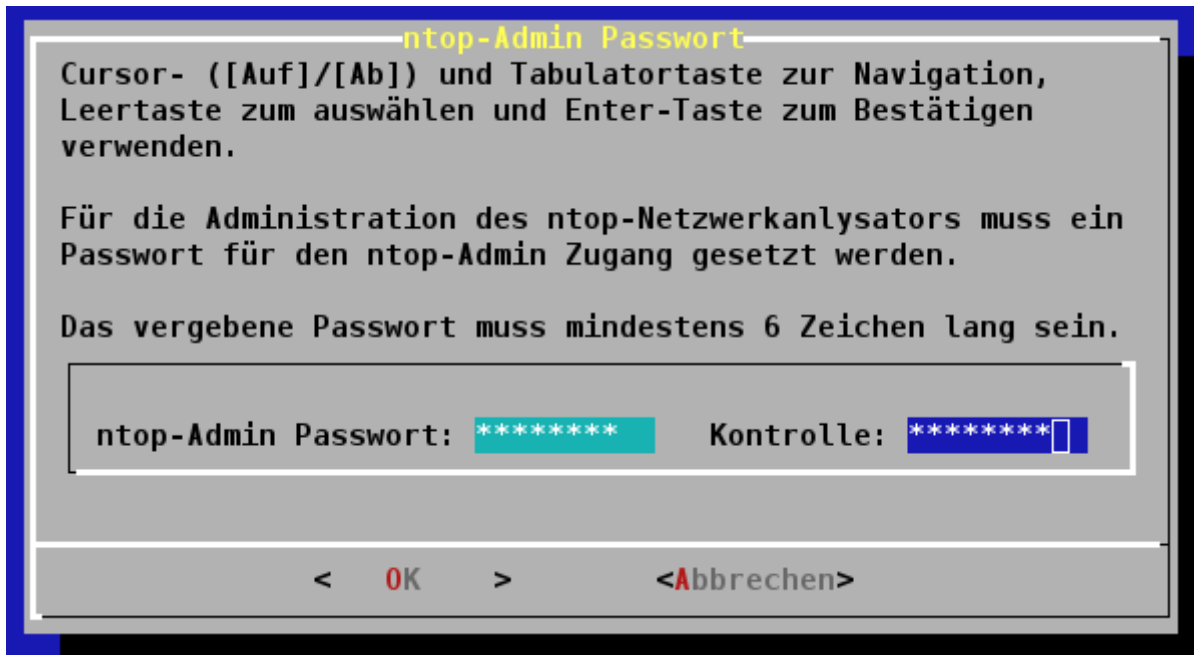 ntop-Admin Passwort
Cursor- ([Auf]/[Ab]) und Tabulatortaste zur Navigation,
Leertaste zum auswählen und Enter-Taste zum Bestätigen
verwenden.
Für die Administration des ntop-Netzwerkanlysators muss ein
Passwort für den ntop-Admin Zugang gesetzt werden.
Das vergebene Passwort muss mindestens 6 Zeichen lang sein.
ntop-Admin Passwort: ******** Kontrolle: ********
< OK > <Abbrechen>